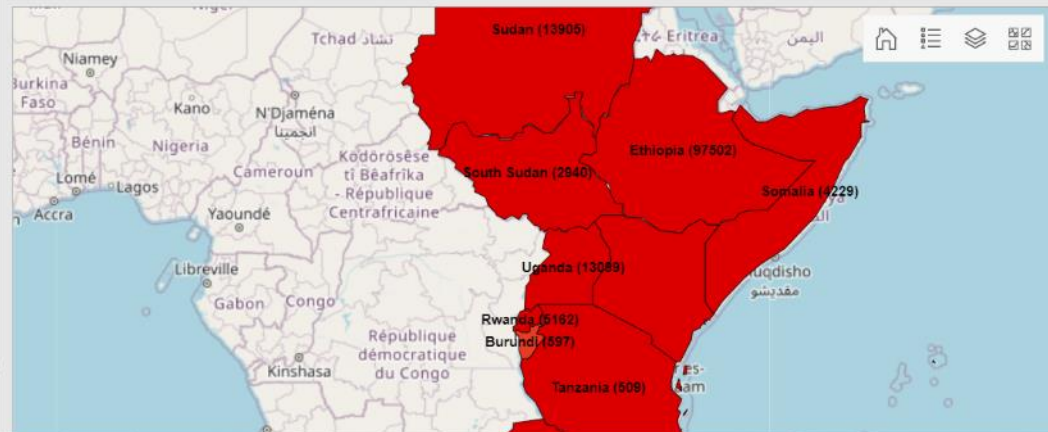 Sudan (13905)
Tchad تشاد
Eritrea
اليمن
Niamey
Burkina
Faso
Kano
N'Djaména
انجمينا
Bénin
Nigeria
Ethiopia (97502)
Cameroun
Ködörösêse
tî Bêafrîka
- République
Centrafricaine
South Sudan (2940)
Somalia (4229)
Lomé
Lagos
Accra
Yaoundé
Libreville
Uganda (13089)
مقديشو
Gabon
Congo
Rwanda (5162)
République
démocratique
du Congo
Burundi (597)
Kinshasa
Tanzania (509)